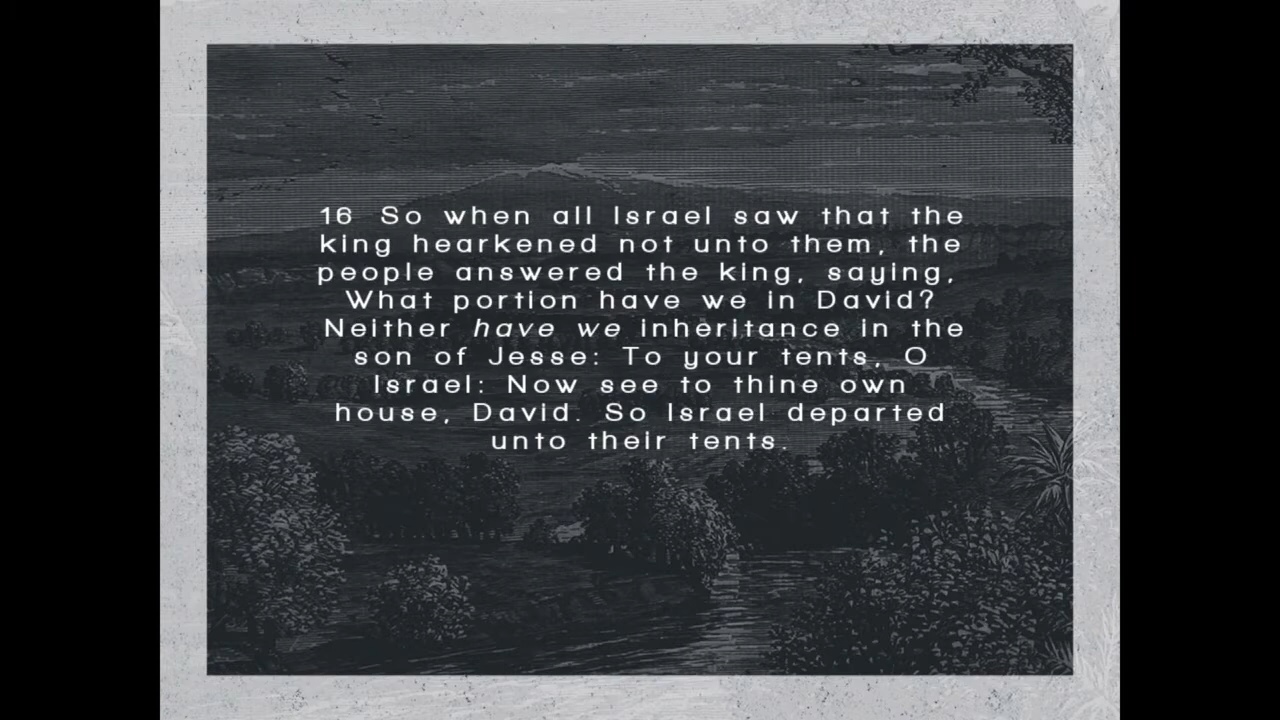 16 So when all Israel saw that the
king hearkened not unto them, the
people answered the king, saying,
What portion have we in David?
Neither have we inheritance in the
son of Jesse: To your tents, O
Israel: Now see to thine own
house, David. So Israel departed
unto their tents.